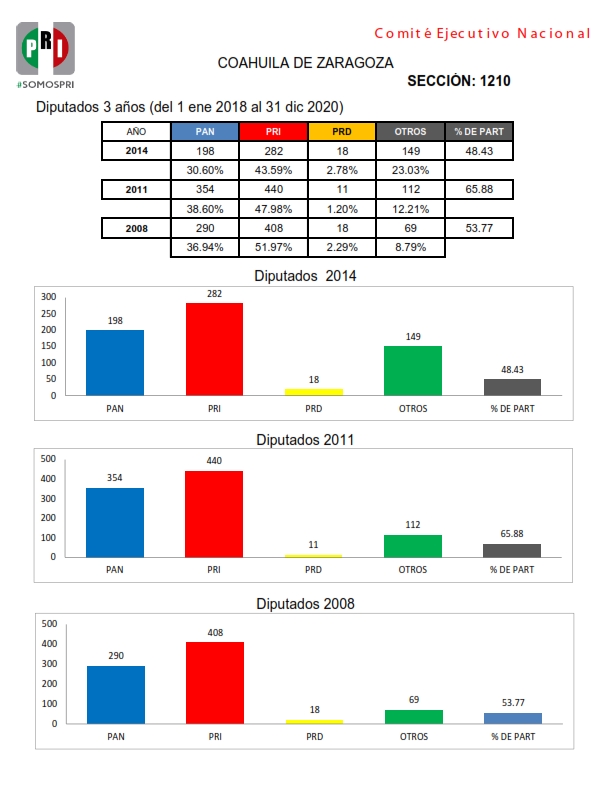 Comité Ejecutivo Nacional
PRI
#SOMOSPRI
COAHUILA DE ZARAGOZA
SECCIÓN: 1210
Diputados 3 años (del 1 ene 2018 al 31 dic 2020)
AÑO PAN PRI PRD OTROS % DE PART
2014 198 282 18 149 48.43
30.60% 43.59% 2.78% 23.03%
2011 354 440 11 112 65.88
38.60% 47.98% 1.20% 12.21%
2008 290 408 18 69 53.77
36.94% 51.97% 2.29% 8.79%
Diputados 2014
300
250
200
150
100
50
0
198 282 18 149 48.43
PAN PRI PRD OTROS % DE PART
Diputados 2011
500
400
300
200
100
0
354 440 11 112 65.88
PAN PRI PRD OTROS % DE PART
Diputados 2008
500
400
300
200
100
0
290 408 18 69 53.77
PAN PRI PRD OTROS % DE PART